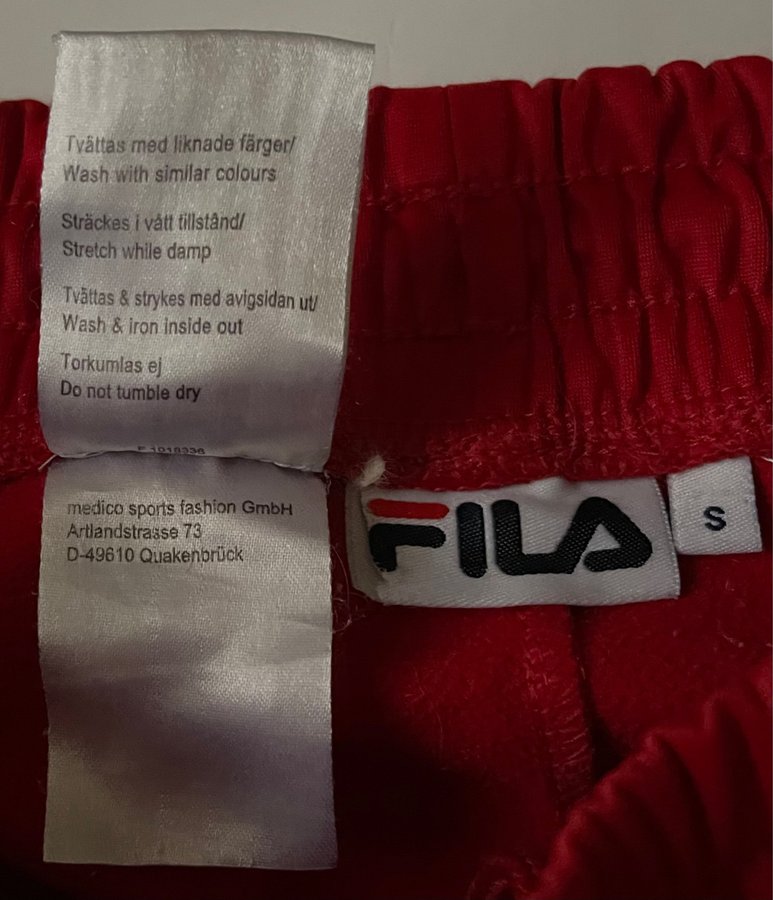 Tvättas med liknade färger/
Wash with similar colours
Sträckes i vått tillstånd/
Stretch while damp
Tvättas & strykes med avigsidan ut/
Wash & iron inside out
Torkumlas ej
Do not tumble dry
F 1018336
medico sports fashion GmbH
Artlandstrasse 73
D-49610 Quakenbrück
FILA
S